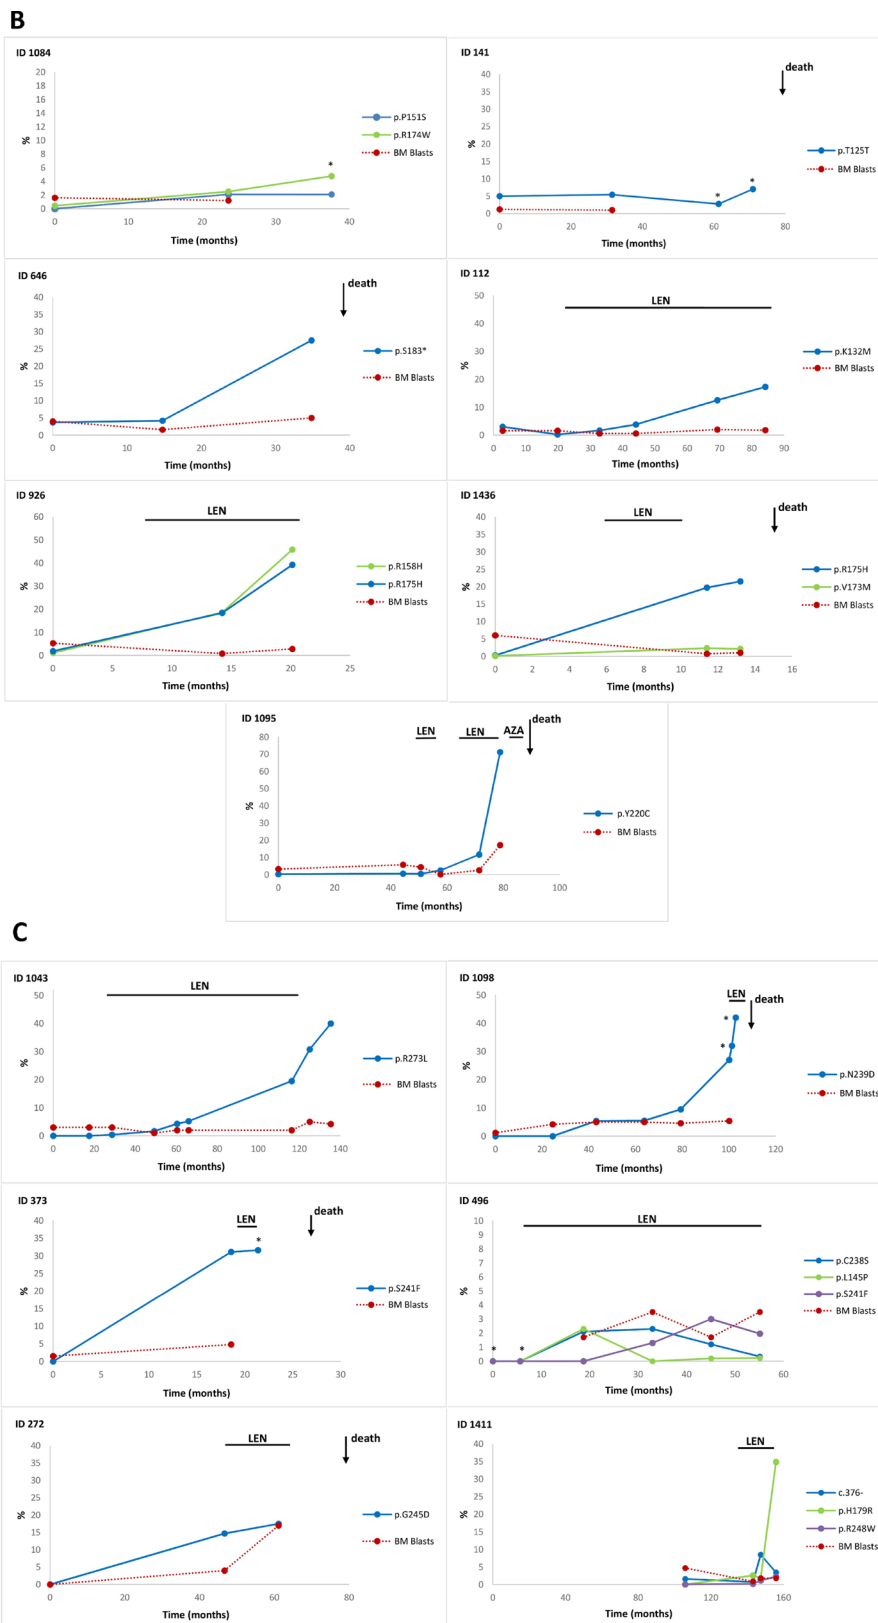 B
ID 1084
20
18
16
14
12
10
8
6
4
2
0
%
*
0 10 20 30 40
Time (months)
p.P151S
p.R174W
BM Blasts
ID 141
death
40
35
30
25
20
15
10
5
0
%
* *
0 20 40 60 80
Time (months)
p.T125T
BM Blasts
ID 646
death
40
35
30
25
20
15
10
5
0
%
0 10 20 30 40
Time (months)
p.S183*
BM Blasts
ID 112
LEN
50
40
30
20
10
0
%
0 10 20 30 40 50 60 70 80 90
Time (months)
p.K132M
BM Blasts
ID 926
LEN
60
50
40
30
20
10
0
%
0 5 10 15 20 25
Time (months)
p.R158H
p.R175H
BM Blasts
ID 1436
LEN
death
40
35
30
25
20
15
10
5
0
%
0 2 4 6 8 10 12 14 16
Time (months)
p.R175H
p.V173M
BM Blasts
ID 1095
LEN LEN AZA death
80
70
60
50
40
30
20
10
0
%
0 20 40 60 80 100
Time (months)
p.Y220C
BM Blasts
C
ID 1043
LEN
50
40
30
20
10
0
%
0 20 40 60 80 100 120 140
Time (months)
p.R273L
BM Blasts
ID 1098
LEN
death
50
40
30
20
10
0
%
*
*
0 20 40 60 80 100 120
Time (months)
p.N239D
BM Blasts
ID 373
LEN
death
40
35
30
25
20
15
10
5
0
%
*
0 5 10 15 20 25 30
Time (months)
p.S241F
BM Blasts
ID 496
LEN
10
9
8
7
6
5
4
3
2
1
0
%
* *
0 10 20 30 40 50 60
Time (months)
p.C238S
p.L145P
p.S241F
BM Blasts
ID 272
LEN
death
40
35
30
25
20
15
10
5
0
%
0 20 40 60 80
Time (months)
p.G245D
BM Blasts
ID 1411
LEN
40
35
30
25
20
15
10
5
0
%
0 40 80 120 160
Time (months)
c.376-
p.H179R
p.R248W
BM Blasts